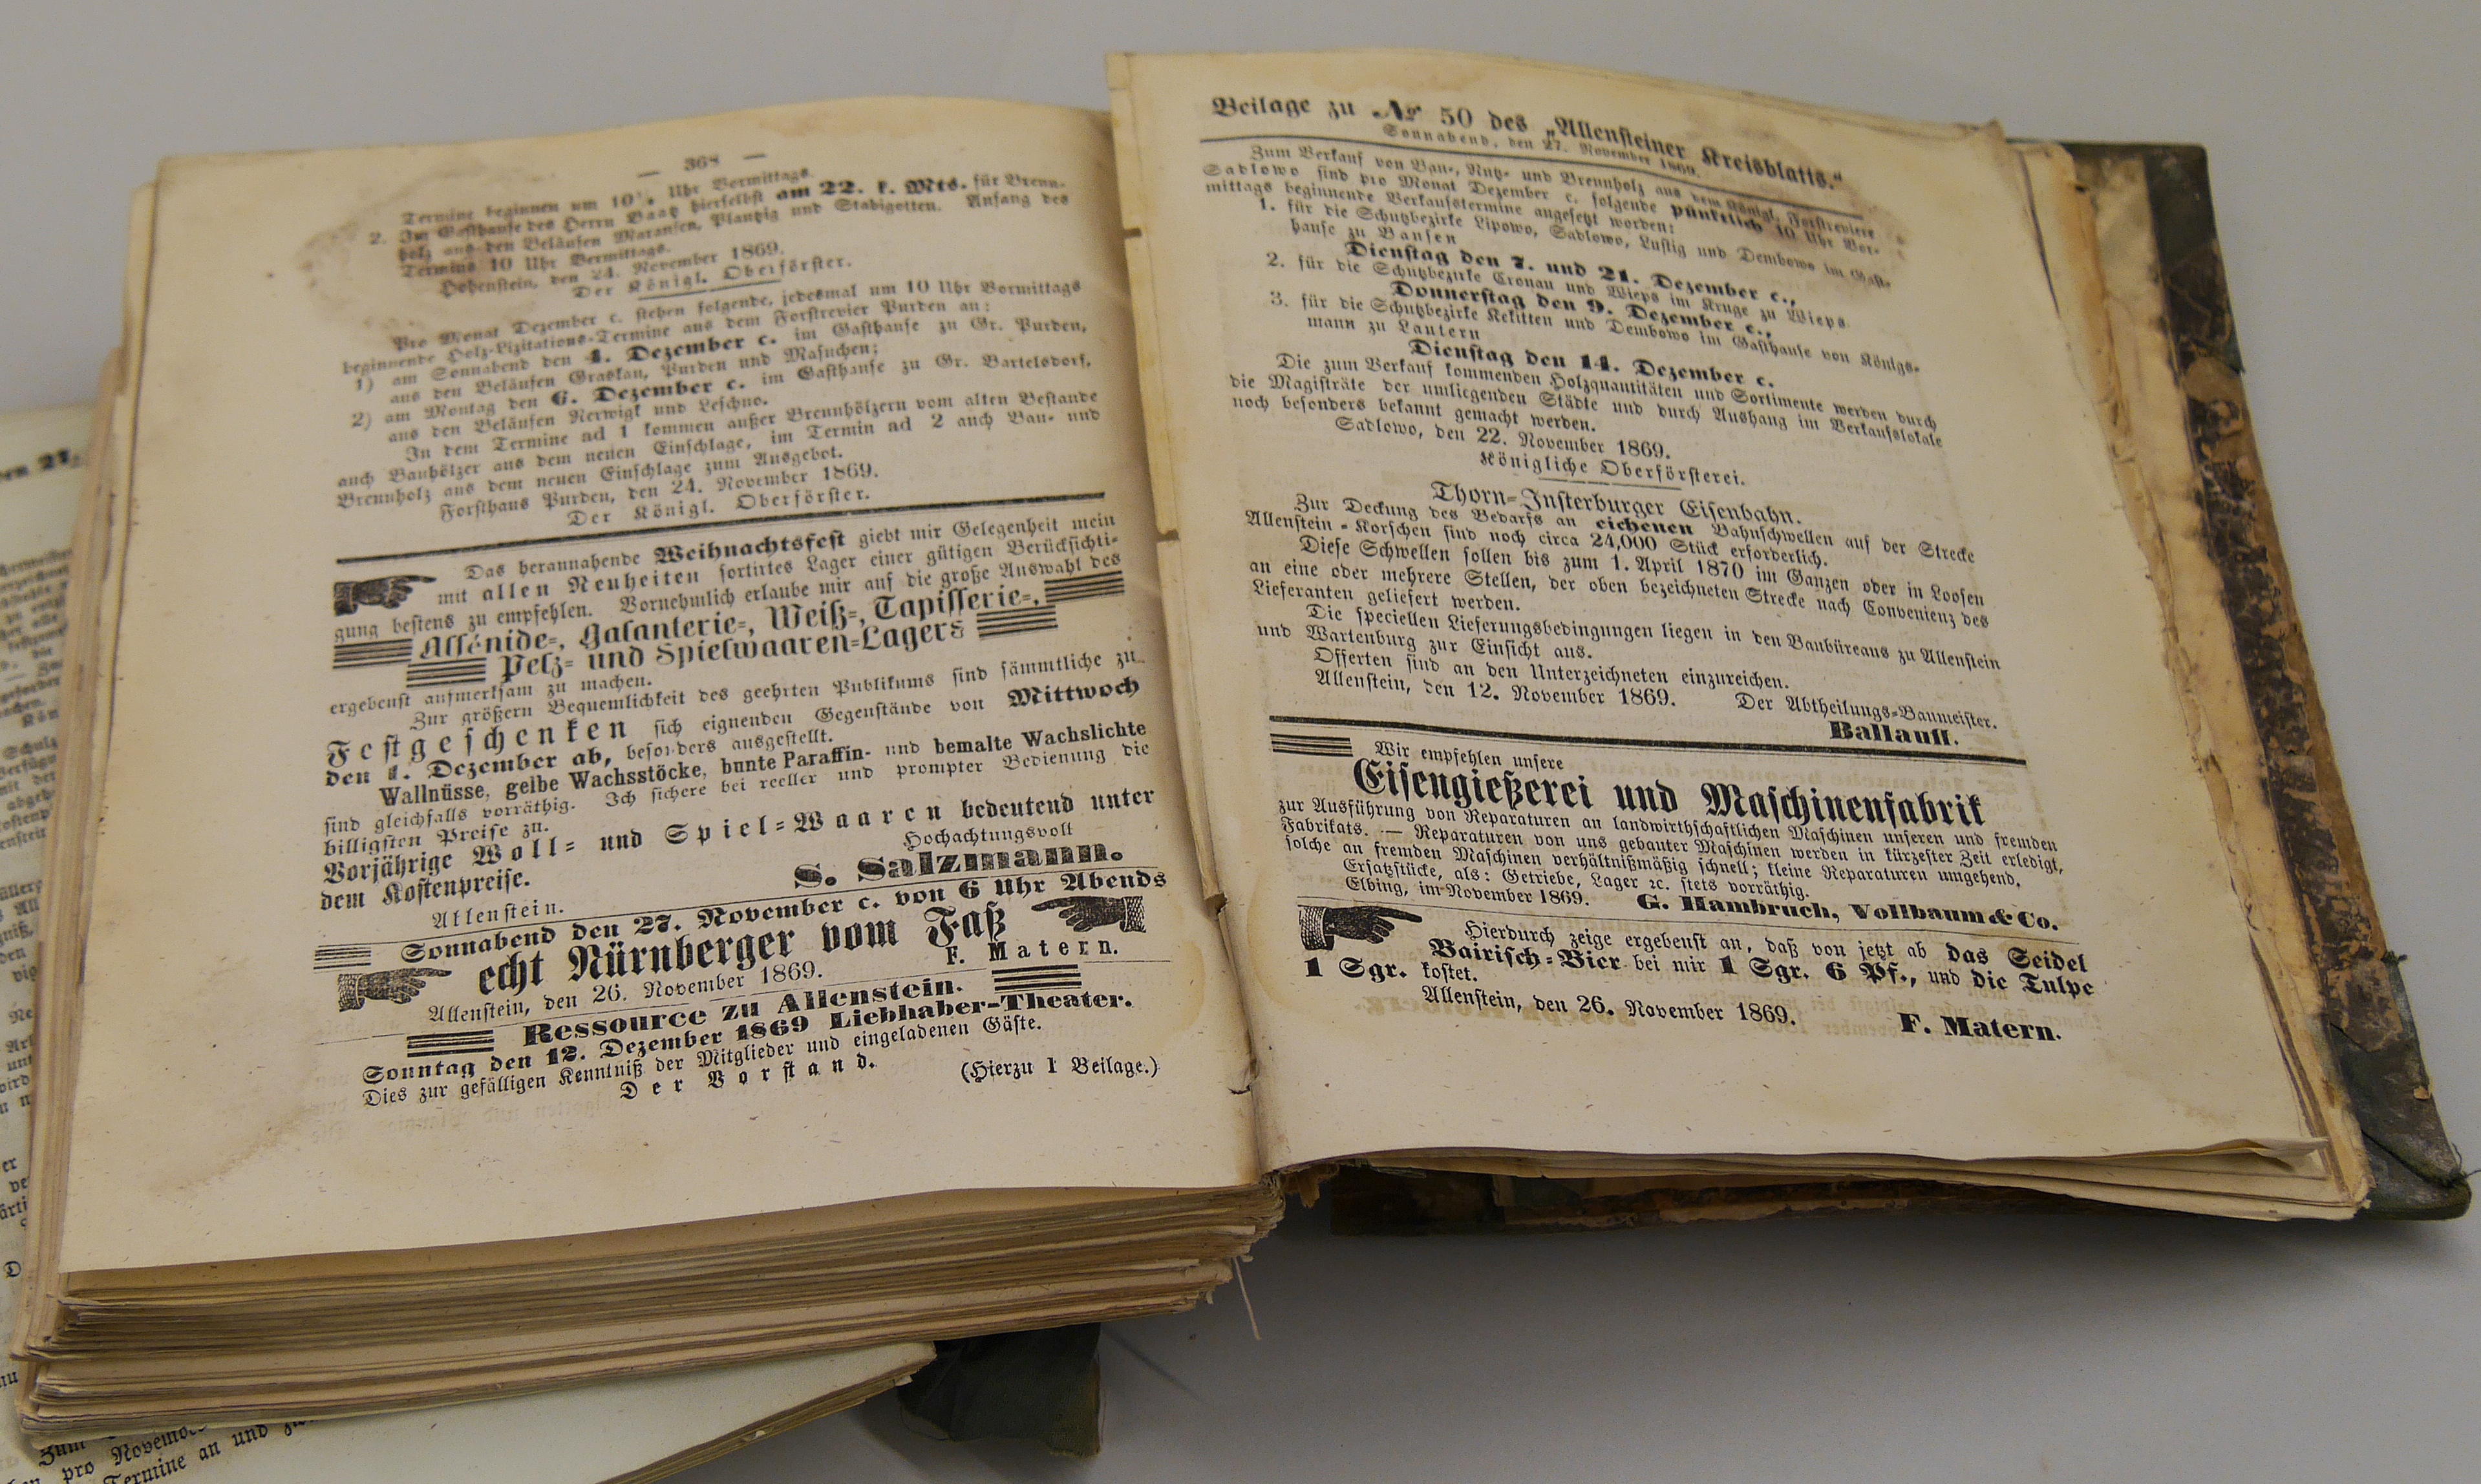 — 368 —
Termine beginnen um 10 Uhr Vormittags.
2. Im Gasthause des Herrn Baatz hierselbst am 22. k. Mts. für Brenn-
holz aus den Beläufen Maransen, Plautzig und Stabigotten. Anfang des
Termins 10 Uhr Vormittags.
Hohenstein, den 24. November 1869.
Der Königl. Oberförster.
Pro Monat Dezember c. stehen folgende, jedesmal um 10 Uhr Vormittags
beginnende Holz-Lizitations-Termine aus dem Forstrevier Purden an:
1) am Sonnabend den 4. Dezember c. im Gasthause zu Gr. Purden,
aus den Beläufen Graskau, Purden und Mafuchen;
2) am Montag den 6. Dezember c. im Gasthause zu Gr. Bartelsdorf,
aus den Beläufen Nerwigk und Leschno.
In dem Termine ad 1 kommen außer Brennhölzern vom alten Bestande
auch Bauhölzer aus dem neuen Einschlage, im Termin ad 2 auch Bau- und
Brennholz aus dem neuen Einschlage zum Ausgebot.
Forsthaus Purden, den 24. November 1869.
Der Königl. Oberförster.
Das herannahende Weihnachtsfest giebt mir Gelegenheit mein
mit allen Neuheiten sortirtes Lager einer gütigen Berücksichti-
gung bestens zu empfehlen. Vornehmlich erlaube mir auf die große Auswahl des
Alfénide-, Galanterie-, Weiß-, Tapisserie-,
Pelz- und Spielwaaren-Lagers
ergebenst aufmerksam zu machen.
Zur größern Bequemlichkeit des geehrten Publikums sind sämmtliche zu
Festgeschenken sich eignenden Gegenstände von Mittwoch
den 1. Dezember ab, besonders ausgestellt.
Wallnüsse, gelbe Wachsstöcke, bunte Paraffin- und bemalte Wachslichte
sind gleichfalls vorräthig. Ich sichere bei reeller und prompter Bedienung die
billigsten Preise zu.
Vorjährige Woll- und Spiel-Waaren bedeutend unter
dem Kostenpreise.
Hochachtungsvoll
S. Salzmann.
Allenstein.
Sonnabend den 27. November c. von 6 Uhr Abends
echt Nürnberger vom Faß
F. Matern.
Allenstein, den 26. November 1869.
Ressource zu Allenstein.
Sonntag den 12. Dezember 1869 Liebhaber-Theater.
Dies zur gefälligen Kenntniß der Mitglieder und eingeladenen Gäste.
Der Vorstand.
(Hierzu 1 Beilage.)
Beilage zu № 50 des „Allensteiner Kreisblatts.“
Sonnabend, den 27. November 1869.
Zum Verkauf von Bau-, Nutz- und Brennholz aus dem Königl. Forstreviere
Sadlowo sind pro Monat Dezember c. folgende pünktlich 10 Uhr Vor-
mittags beginnende Verkaufstermine angesetzt worden:
1. für die Schutzbezirke Lipowo, Sadlowo, Lustig und Dembowo im Gast-
hause zu Bansen
Dienstag den 7. und 21. Dezember c.,
2. für die Schutzbezirke Cronau und Wieps im Kruge zu Wieps
Donnerstag den 9. Dezember c.,
3. für die Schutzbezirke Kekitten und Dembowo im Gasthause von Königs-
mann zu Lautern
Dienstag den 14. Dezember c.
Die zum Verkauf kommenden Holzquantitäten und Sortimente werden durch
die Magisträte der umliegenden Städte und durch Aushang im Verkaufslokale
noch besonders bekannt gemacht werden.
Sadlowo, den 22. November 1869.
Königliche Oberförsterei.
Thorn-Insterburger Eisenbahn.
Zur Deckung des Bedarfs an eichenen Bahnschwellen auf der Strecke
Allenstein-Korschen sind noch circa 24,000 Stück erforderlich.
Diese Schwellen sollen bis zum 1. April 1870 im Ganzen oder in Loosen
an eine oder mehrere Stellen, der oben bezeichneten Strecke nach Convenienz des
Lieferanten geliefert werden.
Die speciellen Lieferungsbedingungen liegen in den Baubüreaus zu Allenstein
und Wartenburg zur Einsicht aus.
Offerten sind an den Unterzeichneten einzureichen.
Allenstein, den 12. November 1869. Der Abtheilungs-Baumeister.
Ballauff.
Wir empfehlen unsere
Eisengießerei und Maschinenfabrik
zur Ausführung von Reparaturen an landwirthschaftlichen Maschinen unseren und fremden
Fabrikats. — Reparaturen von uns gebauter Maschinen werden in kürzester Zeit erledigt,
solche an fremden Maschinen verhältnißmäßig schnell; kleine Reparaturen umgehend.
Ersatzstücke, als: Getriebe, Lager ꝛc. stets vorräthig.
Elbing, im November 1869. G. Hambruch, Vollbaum & Co.
Hierdurch zeige ergebenst an, daß von jetzt ab das Seidel
Bairisch-Bier bei mir 1 Sgr. 6 Pf., und die Tulpe
1 Sgr. kostet.
Allenstein, den 26. November 1869.
F. Matern.